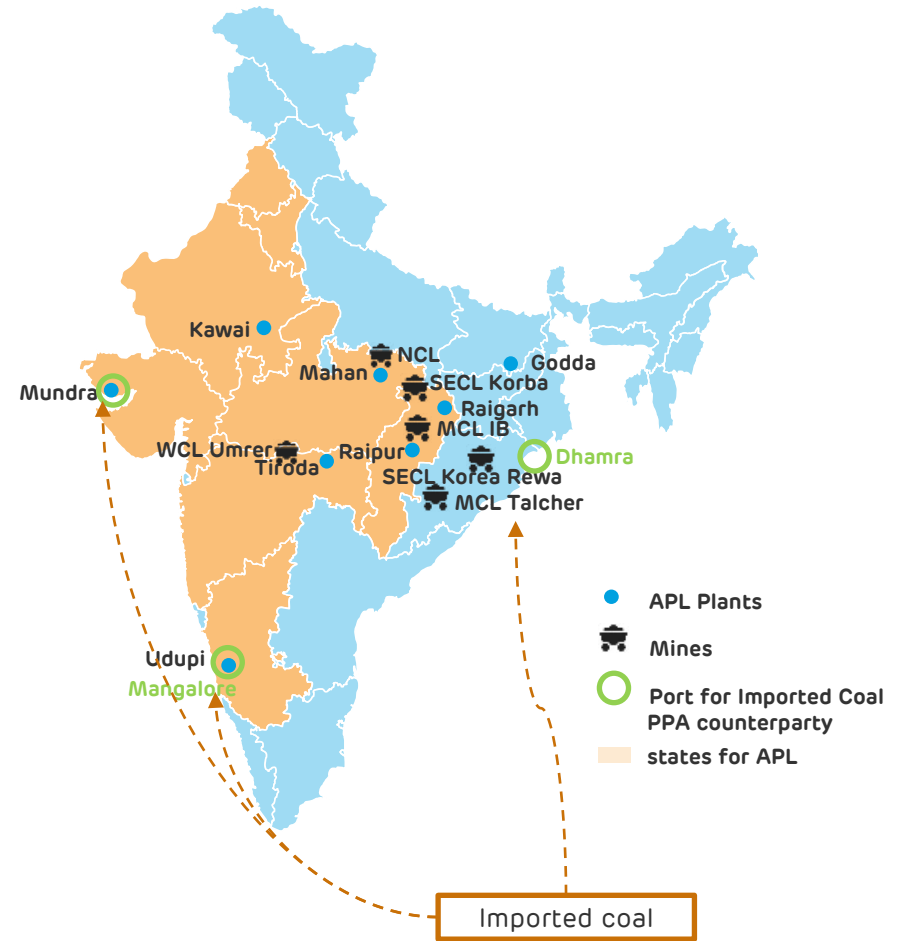 Kawai
NCL
Mahan
Godda
SECL Korba
Mundra
Raigarh
MCL IB
WCL Umrer
Raipur
Dhamra
Tiroda
SECL Korea Rewa
MCL Talcher
APL Plants
Mines
Udupi
Mangalore
Port for Imported Coal
PPA counterparty
states for APL
Imported coal